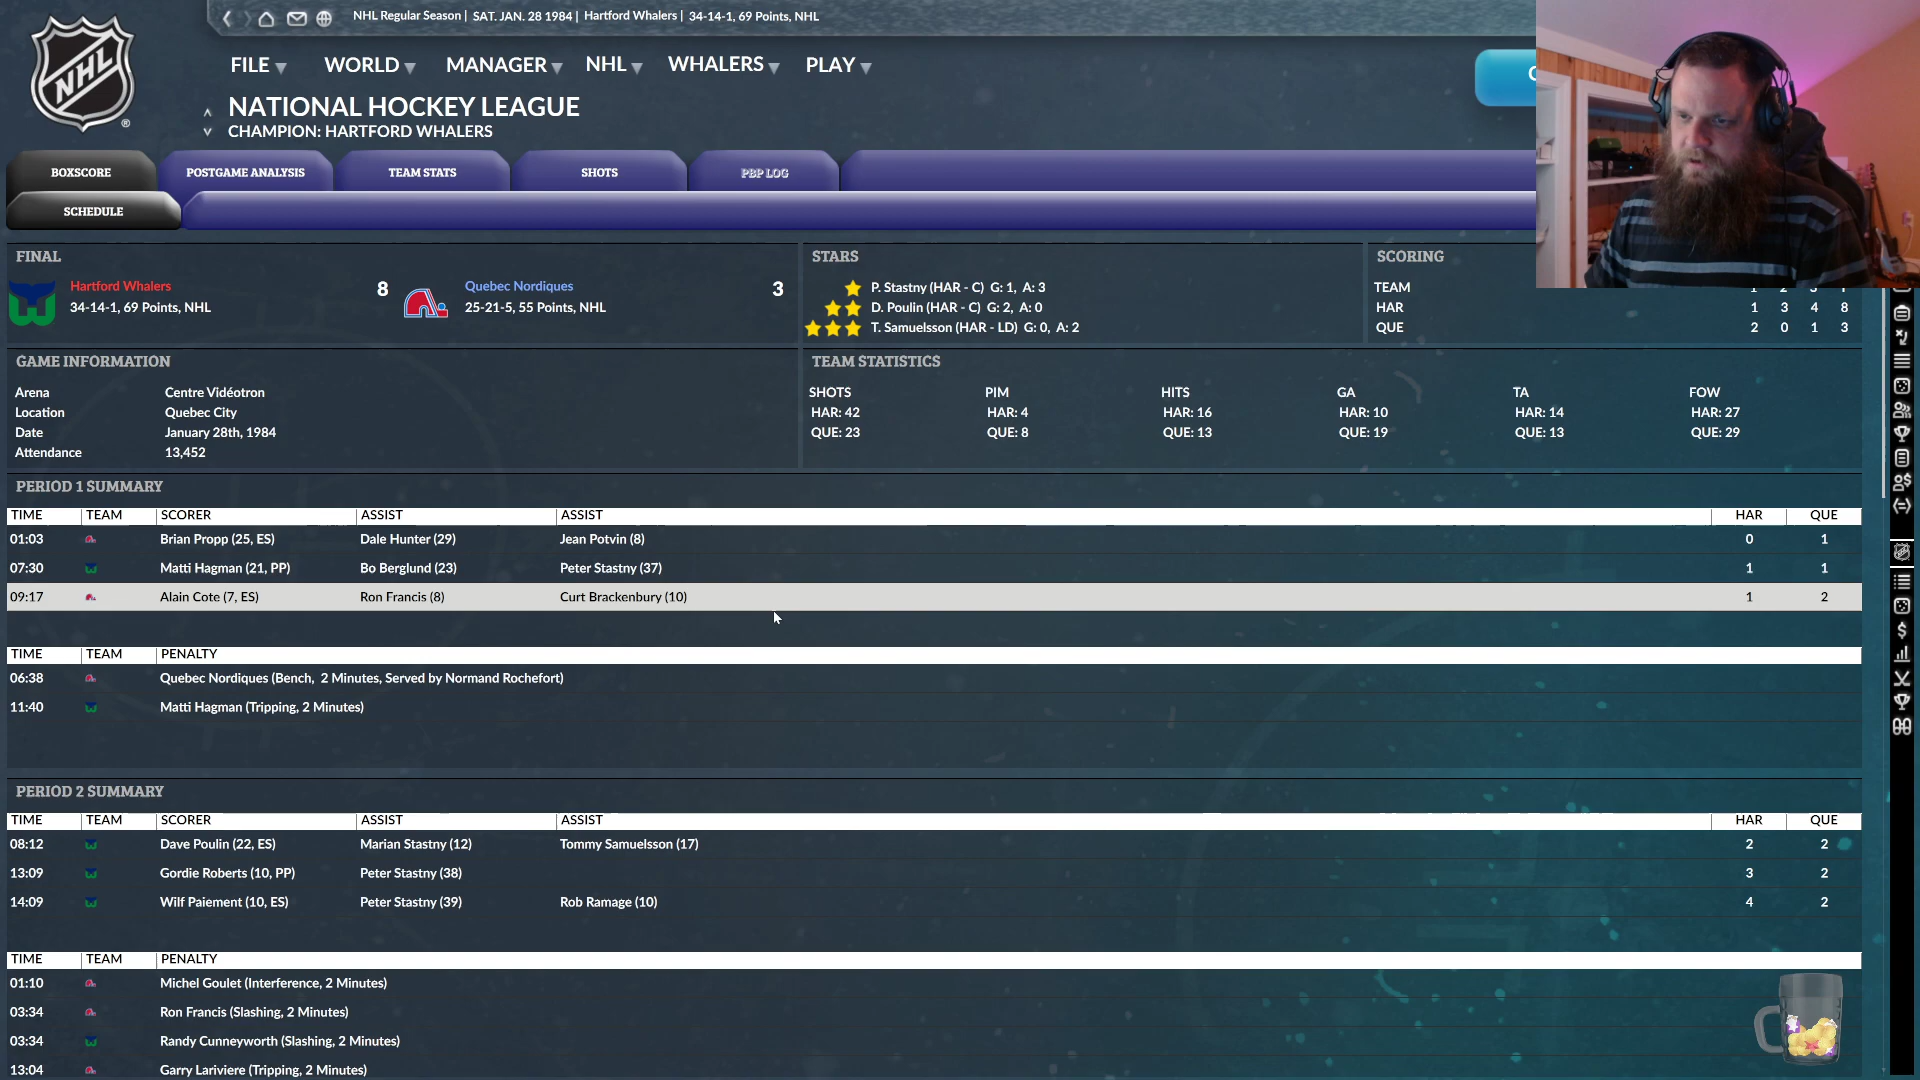 NHL Regular Season | SAT. JAN. 28 1984 | Hartford Whalers | 34-14-1, 69 Points, NHL
NHL
FILE WORLD MANAGER NHL WHALERS PLAY
NATIONAL HOCKEY LEAGUE
CHAMPION: HARTFORD WHALERS
BOXSCORE POSTGAME ANALYSIS TEAM STATS SHOTS PBP LOG
SCHEDULE
FINAL
Hartford Whalers 8
34-14-1, 69 Points, NHL
Quebec Nordiques 3
25-21-5, 55 Points, NHL
STARS
P. Stastny (HAR - C) G: 1, A: 3
D. Poulin (HAR - C) G: 2, A: 0
T. Samuelsson (HAR - LD) G: 0, A: 2
SCORING
TEAM
HAR 1 3 4 8
QUE 2 0 1 3
GAME INFORMATION
Arena Centre Vidéotron
Location Quebec City
Date January 28th, 1984
Attendance 13,452
TEAM STATISTICS
SHOTS PIM HITS GA TA FOW
HAR: 42 HAR: 4 HAR: 16 HAR: 10 HAR: 14 HAR: 27
QUE: 23 QUE: 8 QUE: 13 QUE: 19 QUE: 13 QUE: 29
PERIOD 1 SUMMARY
TIME TEAM SCORER ASSIST ASSIST HAR QUE
01:03 Brian Propp (25, ES) Dale Hunter (29) Jean Potvin (8) 0 1
07:30 Matti Hagman (21, PP) Bo Berglund (23) Peter Stastny (37) 1 1
09:17 Alain Cote (7, ES) Ron Francis (8) Curt Brackenbury (10) 1 2
TIME TEAM PENALTY
06:38 Quebec Nordiques (Bench, 2 Minutes, Served by Normand Rochefort)
11:40 Matti Hagman (Tripping, 2 Minutes)
PERIOD 2 SUMMARY
TIME TEAM SCORER ASSIST ASSIST HAR QUE
08:12 Dave Poulin (22, ES) Marian Stastny (12) Tommy Samuelsson (17) 2 2
13:09 Gordie Roberts (10, PP) Peter Stastny (38) 3 2
14:09 Wilf Paiement (10, ES) Peter Stastny (39) Rob Ramage (10) 4 2
TIME TEAM PENALTY
01:10 Michel Goulet (Interference, 2 Minutes)
03:34 Ron Francis (Slashing, 2 Minutes)
03:34 Randy Cunneyworth (Slashing, 2 Minutes)
13:04 Garry Lariviere (Tripping, 2 Minutes)